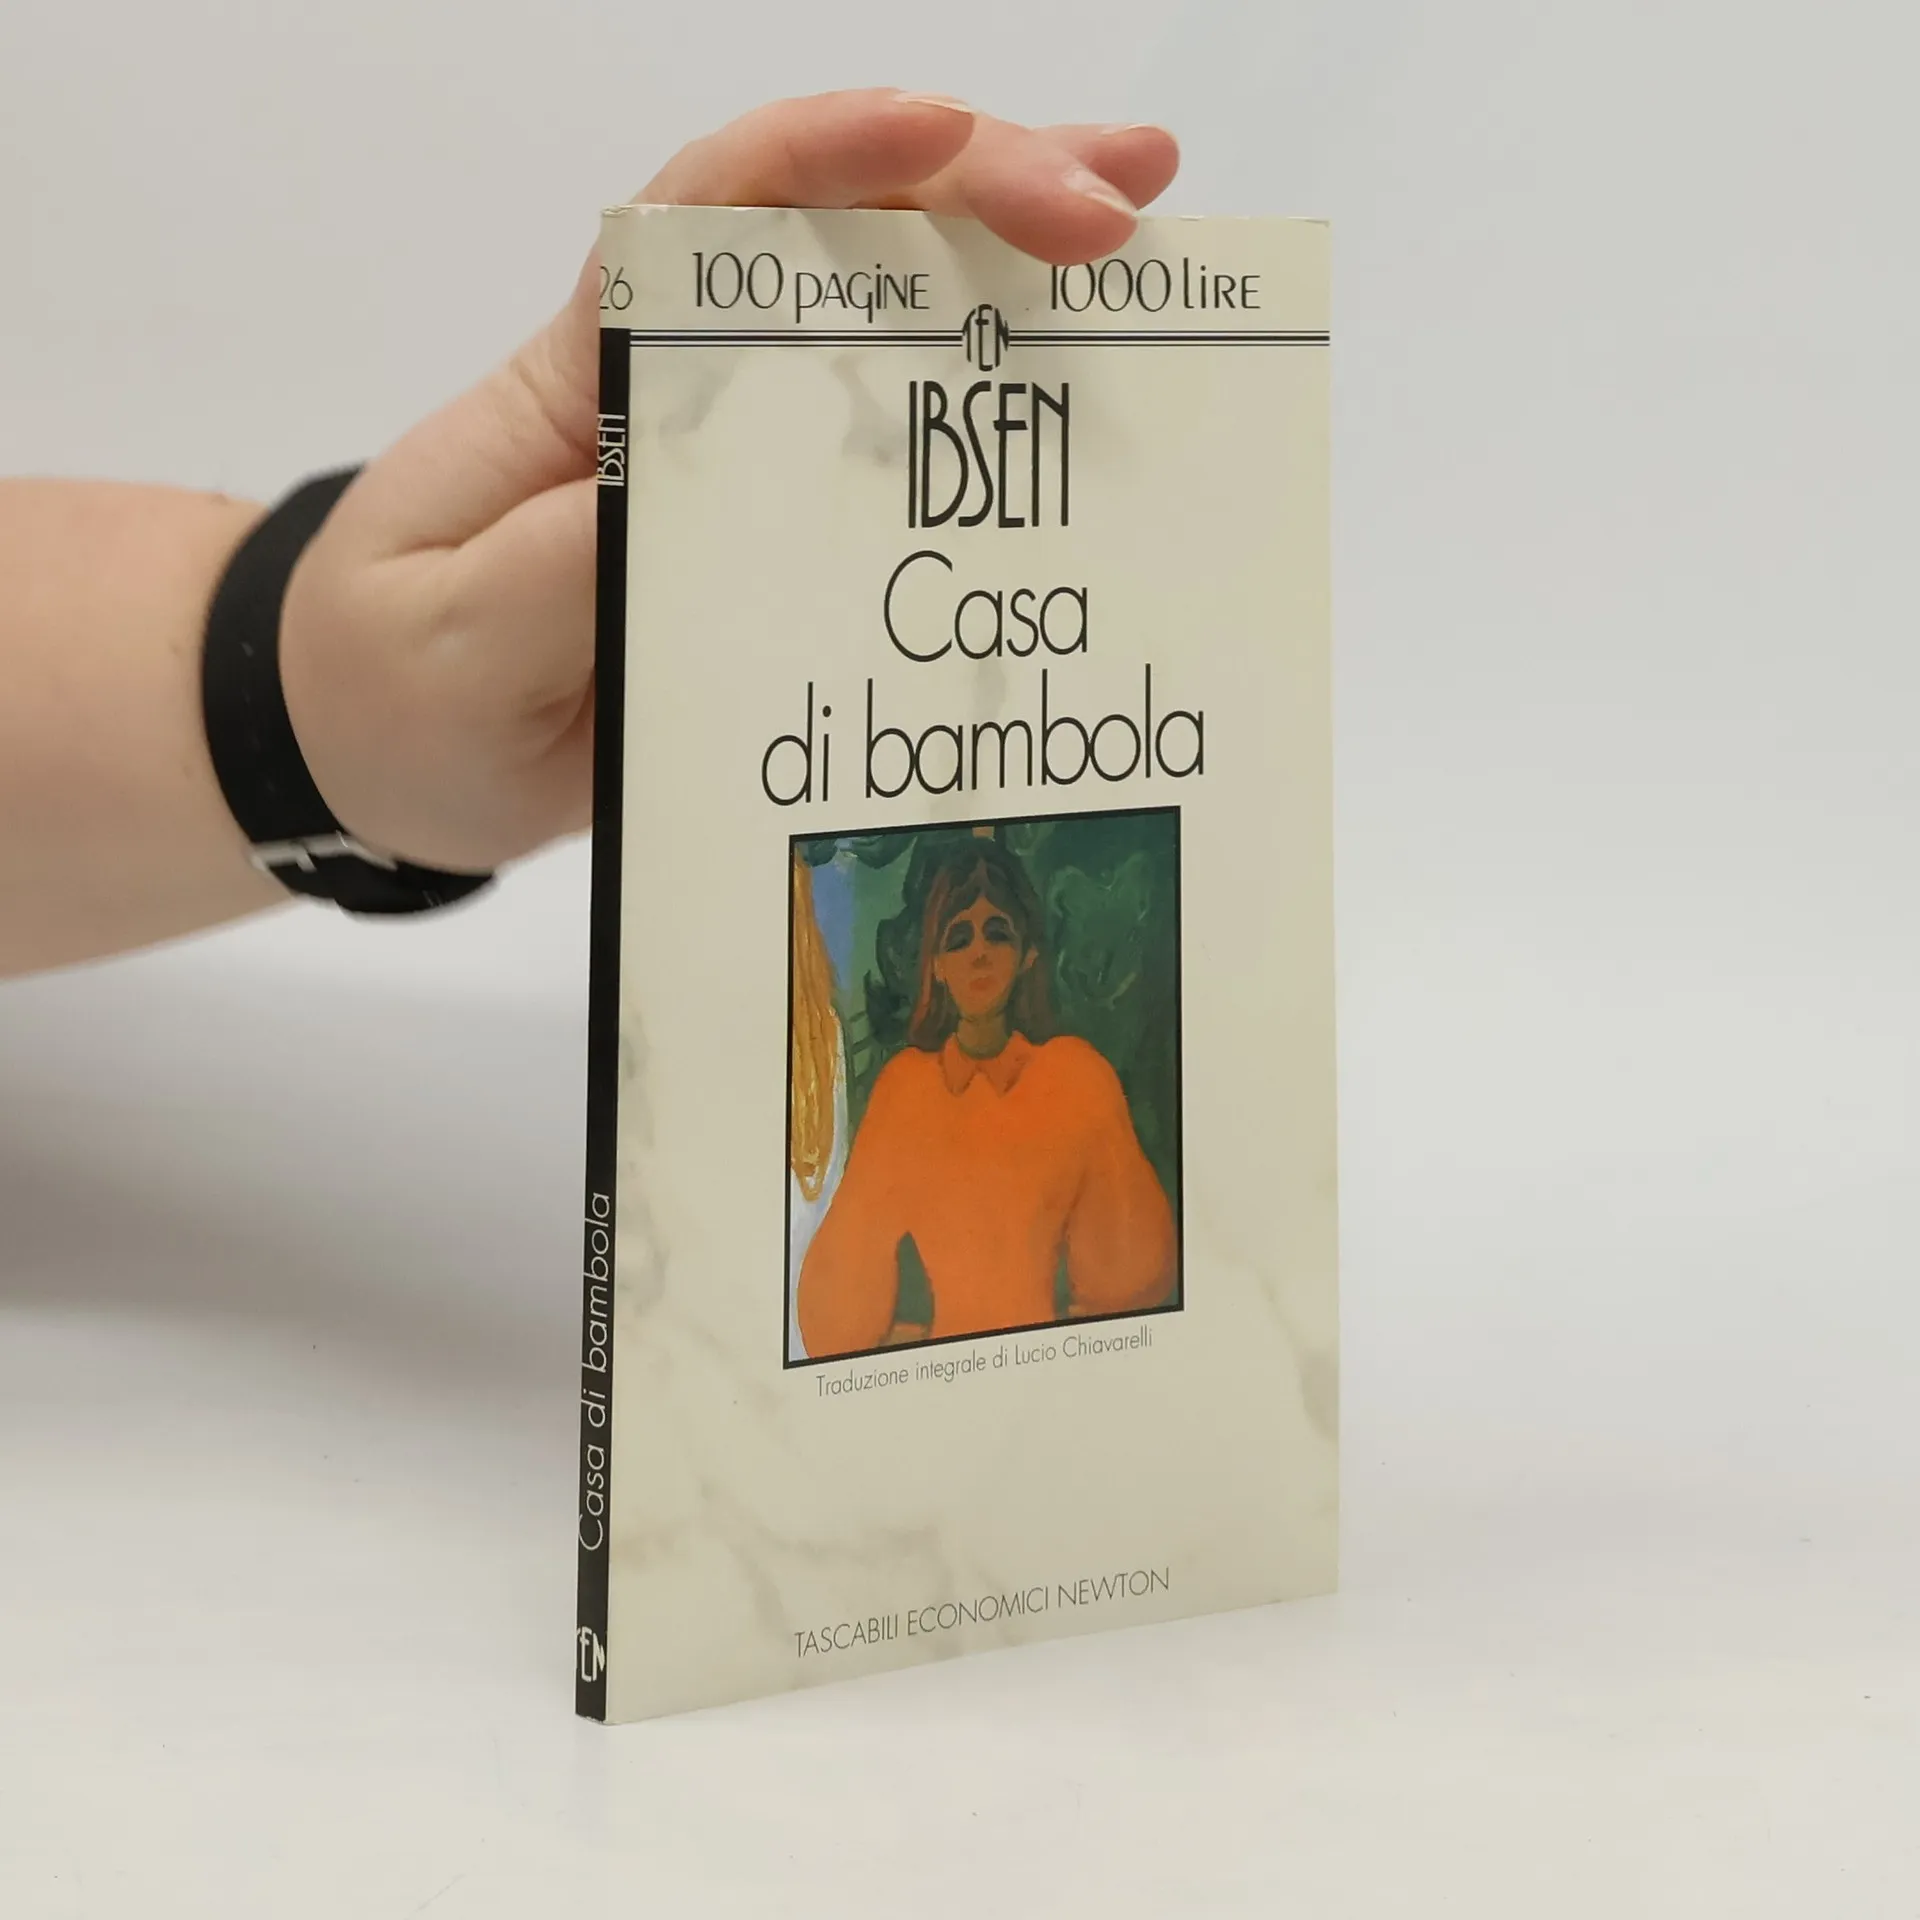 26
100 pagine 1000 lire
TEN
IBSEN
Casa
di bambola
Traduzione integrale di Lucio Chiavarelli
TASCABILI ECONOMICI NEWTON
IBSEN
Casa di bambola
TEN